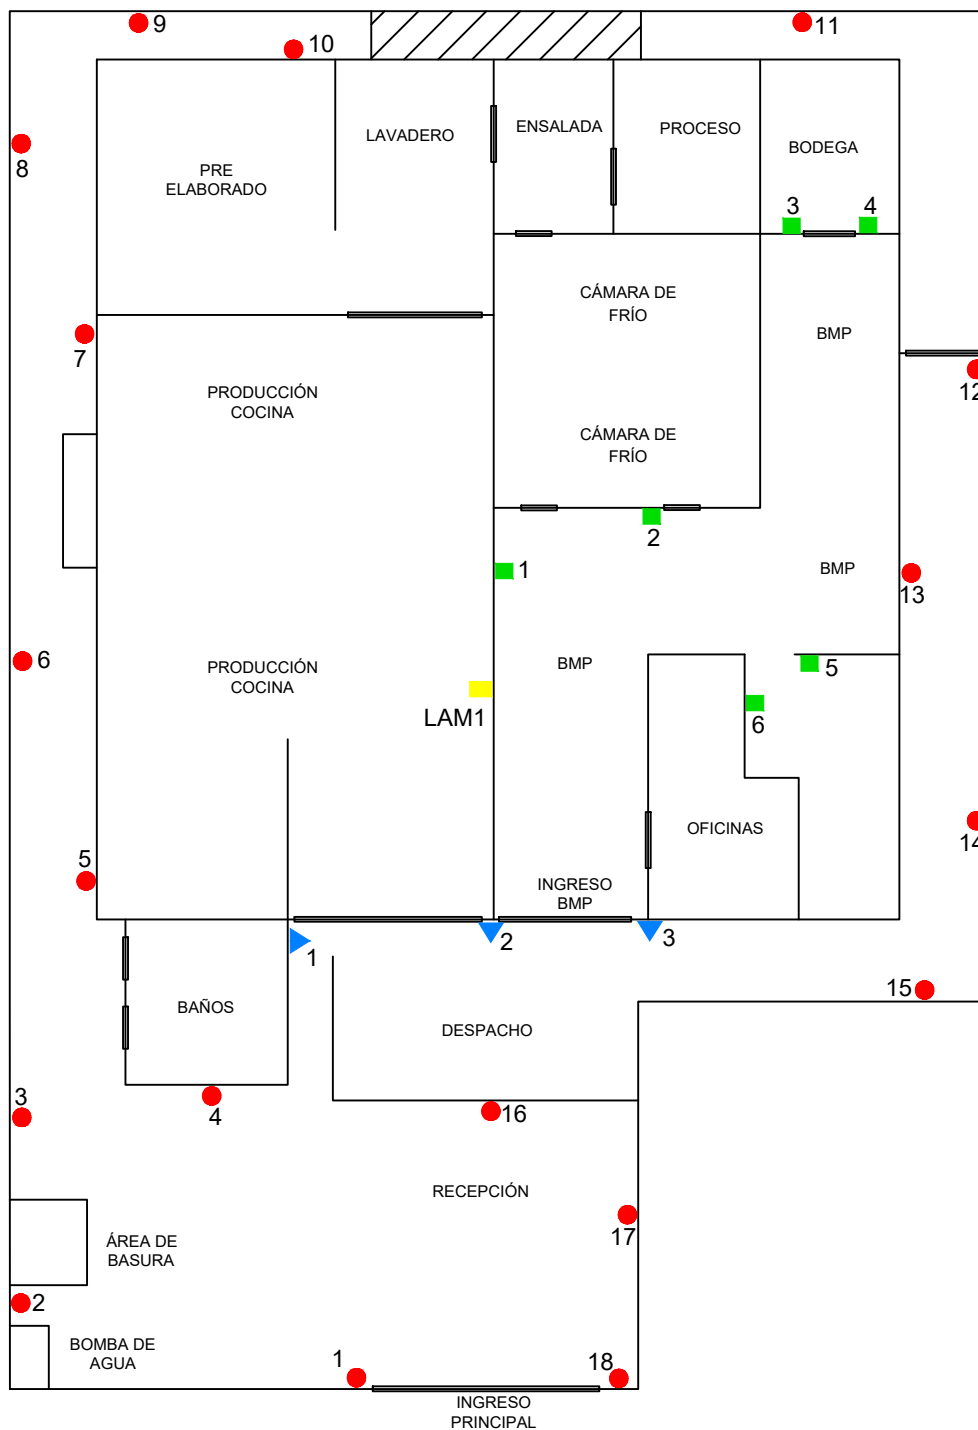 9
10
11
ENSALADA
PROCESO
LAVADERO
BODEGA
8
PRE
ELABORADO
3
4
CÁMARA DE
FRÍO
BMP
7
12
PRODUCCIÓN
COCINA
CÁMARA DE
FRÍO
2
1
BMP
13
6
PRODUCCIÓN
COCINA
BMP
5
LAM1
6
OFICINAS
14
5
INGRESO
BMP
1
2
3
15
BAÑOS
DESPACHO
3
4
16
RECEPCIÓN
17
ÁREA DE
BASURA
2
BOMBA DE
AGUA
1
18
INGRESO
PRINCIPAL